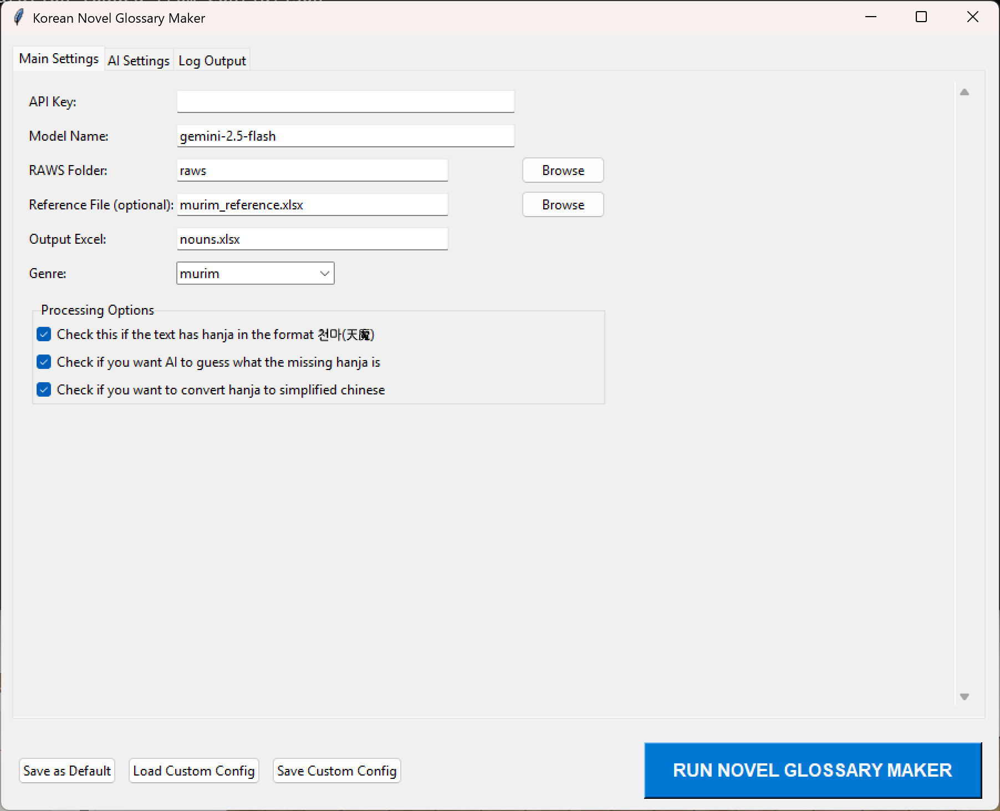 Korean Novel Glossary Maker
Main Settings AI Settings Log Output
API Key:
Model Name: gemini-2.5-flash
RAWS Folder: raws Browse
Reference File (optional): murim_reference.xlsx Browse
Output Excel: nouns.xlsx
Genre: murim
Processing Options
Check this if the text has hanja in the format 천마(天魔)
Check if you want AI to guess what the missing hanja is
Check if you want to convert hanja to simplified chinese
Save as Default Load Custom Config Save Custom Config RUN NOVEL GLOSSARY MAKER